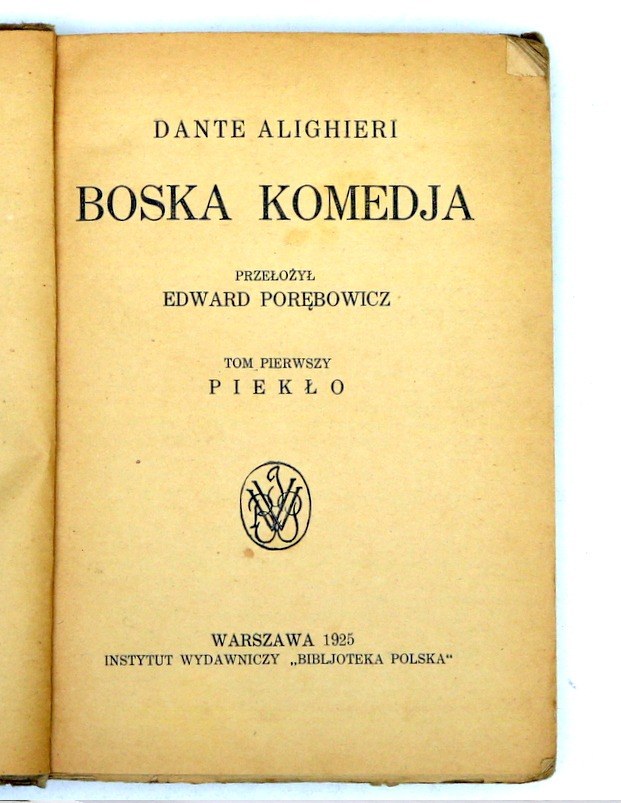 DANTE ALIGHIERI
BOSKA KOMEDJA
PRZEŁOŻYŁ
EDWARD PORĘBOWICZ
TOM PIERWSZY
PIEKŁO
WARSZAWA 1925
INSTYTUT WYDAWNICZY „BIBLJOTEKA POLSKA“